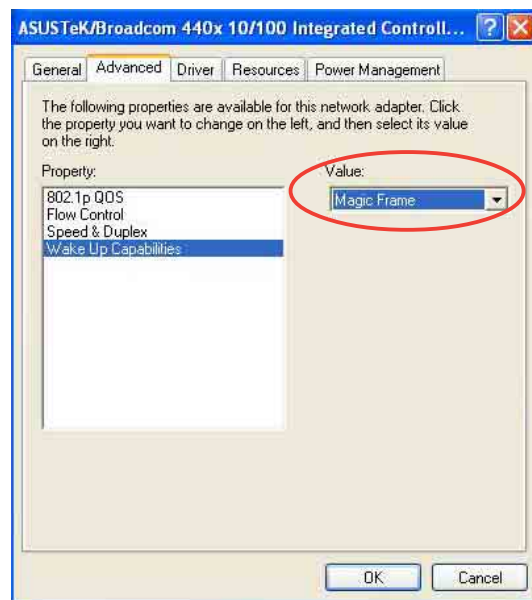 ASUSTeK/Broadcom 440x 10/100 Integrated Controll...
General Advanced Driver Resources Power Management
The following properties are available for this network adapter. Click
the property you want to change on the left, and then select its value
on the right.
Property:
Value:
802.1p QOS
Flow Control
Speed & Duplex
Wake Up Capabilities
Magic Frame
OK Cancel